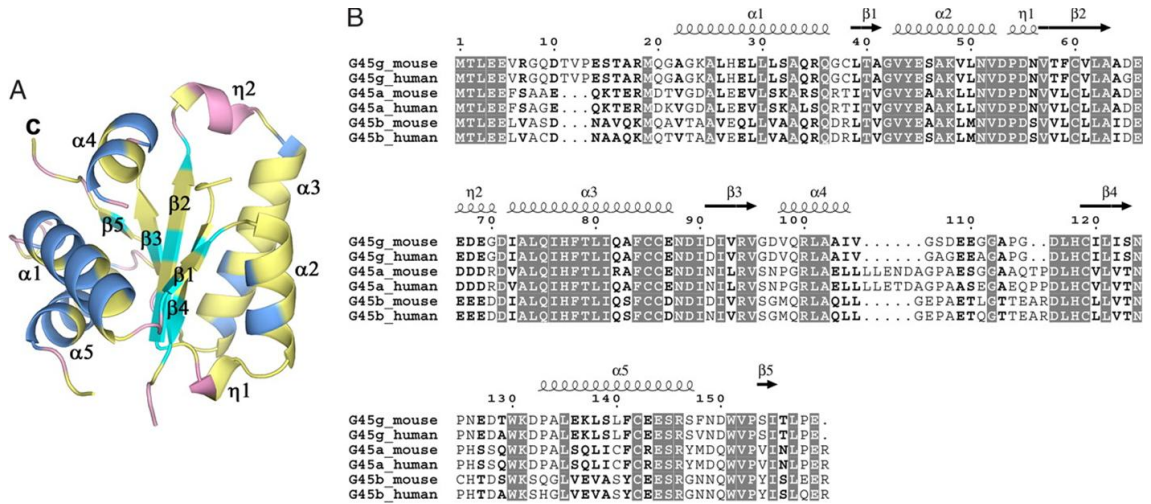 A
B
α1 β1 α2 η1 β2
1 10 20 30 40 50 60
G45g_mouse MTLEEVRGQDTVPESTARMQGAGKALHELLLSAQRQGCLTAGVYESAKVLNVDPDNVTFCVLAADE
G45g_human MTLEEVRGQDTVPESTARMQGAGKALHELLLSAQRQGCLTAGVYESAKVLNVDPDNVTFCVLAAGE
G45a_mouse MTLEEFSAAE...QKTERMDTVGDALEEVLSKARSQRTITVGVYEAAKLLNVDPDNVVLCLLAADE
G45a_human MTLEEFSAGE...QKTERMDKVGDALEEVLSKALSQRTITVGVYEAAKLLNVDPDNVVLCLLAADE
G45b_mouse MTLEELVASD...NAVQKMQAVTAAVEQLLVAAQRQDRLTVGVYEAAKLMNVDPDSVVLCLLAIDE
G45b_human MTLEELVACD...NAAQKMQTVTAAVEELLVAAQRQDRLTVGVYESAKLMNVDPDSVVLCLLAIDE
η2 α3 β3 α4 β4
70 80 90 100 110 120
G45g_mouse EDEGDIALQIHFTLIQAFCCENDIDIVRVGDVQRLAAIV......GSDEEGGAPG..DLHCILISN
G45g_human EDEGDIALQIHFTLIQAFCCENDIDIVRVGDVQRLAAIV......GAGEEAGAPG..DLHCILISN
G45a_mouse DDDRDVALQIHFTLIRAFCCENDINILRVSNPGRLAELLLLENDAGPAESGGAAQTPDLHCVLVTN
G45a_human DDDRDVALQIHFTLIQAFCCENDINILRVSNPGRLAELLLLETDAGPAASEGAEQPPDLHCVLVTN
G45b_mouse EEEDDIALQIHFTLIQSFCCDNDIDIVRVSGMQRLAQLL......GEPAETLGTTEARDLHCLLVTN
G45b_human EEEDDIALQIHFTLIQSFCCDNDINIVRVSGMQRLAQLL......GEPAETQGTTEARDLHCLLVTN
α5 β5
130 140 150
G45g_mouse PNEDTWKDPALEKLSLFCEESRSFNDWVPSITLPE.
G45g_human PNEDAWKDPALEKLSLFCEESRSVNDWVPSITLPE.
G45a_mouse PHSSQWKDPALSQLICFCRESRYMDQWVPVINLPER
G45a_human PHSSQWKDPALSQLICFCRESRYMDQWVPVINLPER
G45b_mouse CHTDSWKSQGLVEVASYCEESRGNNQWVPYISLEER
G45b_human PHTDAWKSHGLVEVASYCEESRGNNQWVPYISLQER
η2
C
α4
α3
β2
β5
β3
α1
β1
α2
β4
α5
η1